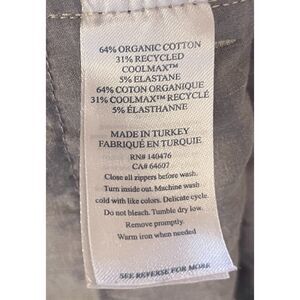 64% ORGANIC COTTON
31% RECYCLED
COOLMAX™
5% ELASTANE
64% COTON ORGANIQUE
31% COOLMAX™ RECYCLÉ
5% ÉLASTHANNE
MADE IN TURKEY
FABRIQUÉ EN TURQUIE
RN# 140476
CA# 64607
Close all zippers before wash.
Turn inside out. Machine wash
cold with like colors. Delicate cycle.
Do not bleach. Tumble dry low.
Remove promptly.
Warm iron when needed
SEE REVERSE FOR MORE